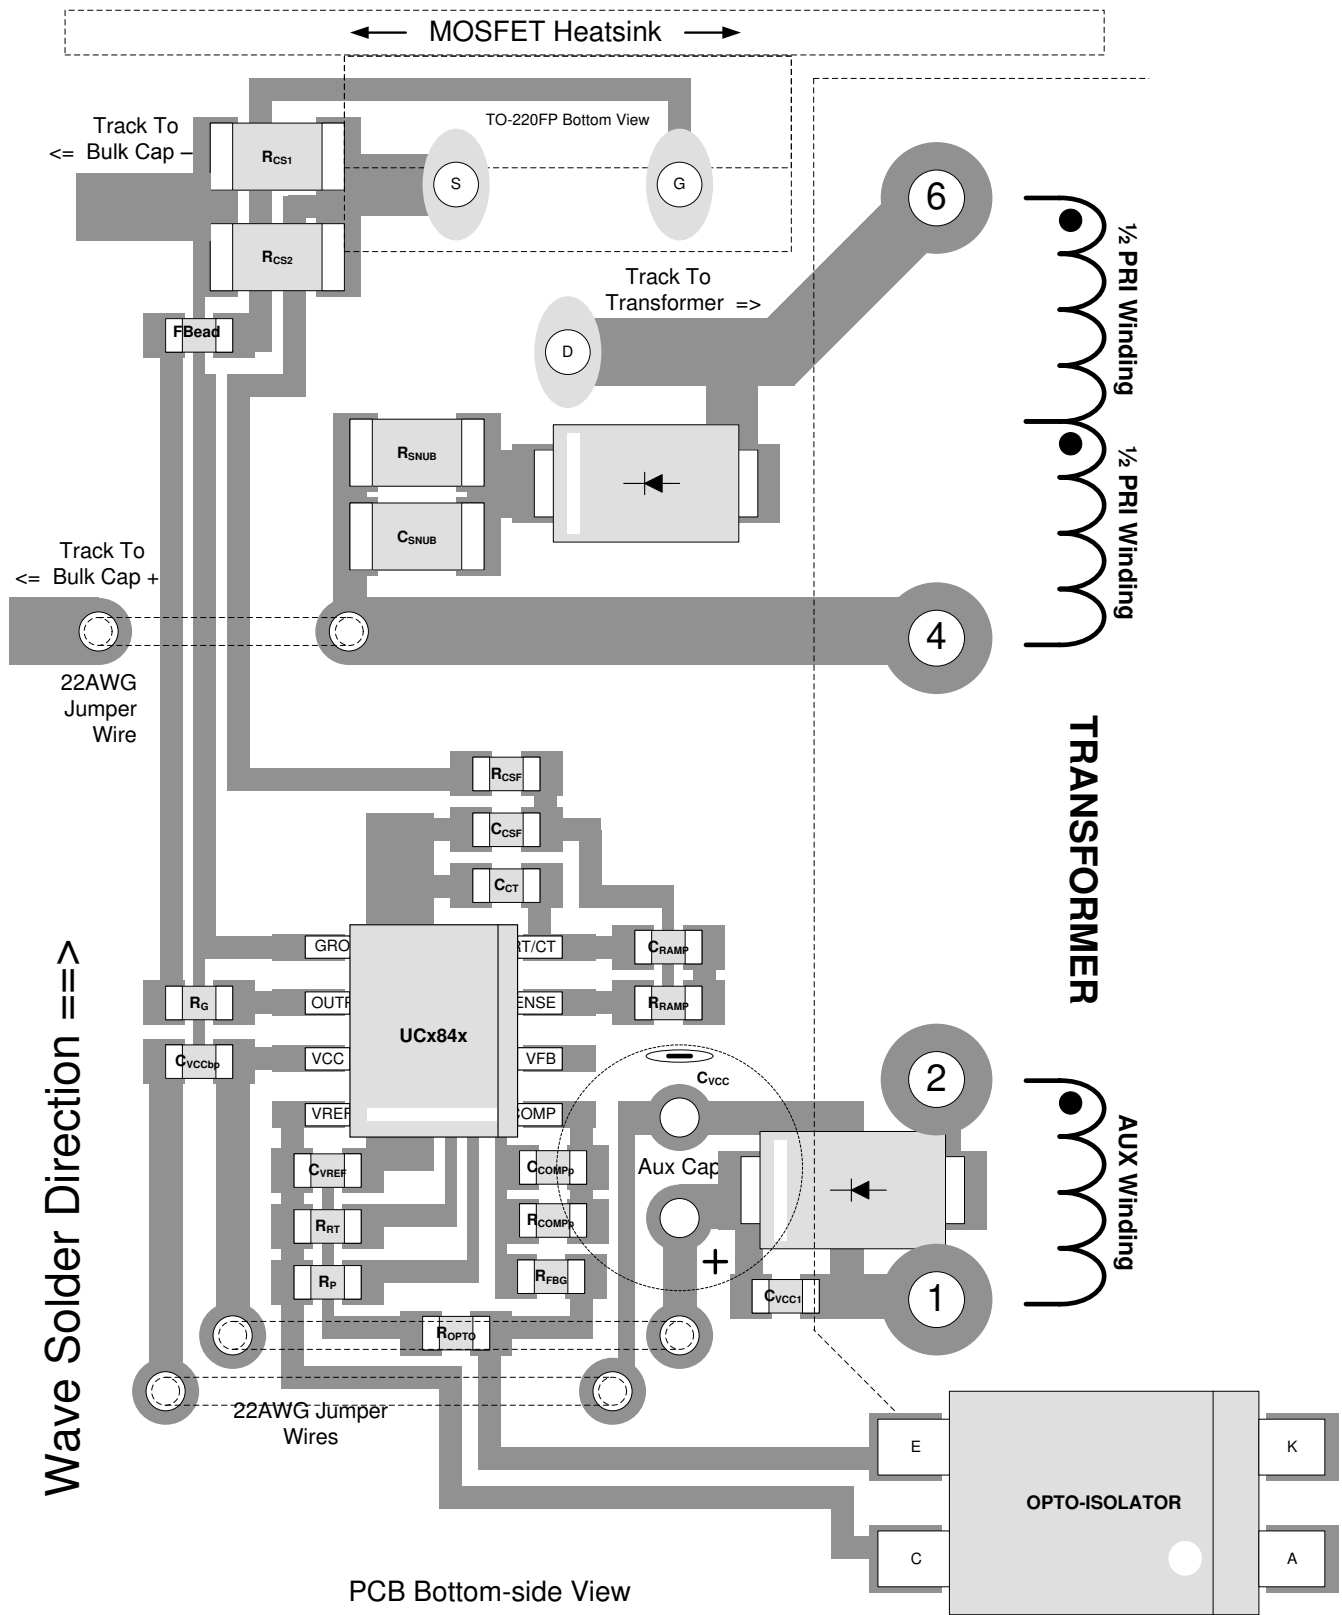 MOSFET Heatsink
TO-220FP Bottom View
Track To
<= Bulk Cap –
RCS1
S
G
6
RCS2
½ PRI Winding
Track To
Transformer =>
FBead
D
RSNUB
CSNUB
½ PRI Winding
Track To
<= Bulk Cap +
4
22AWG
Jumper
Wire
TRANSFORMER
RCSF
CCSF
CCT
GRO
RT/CT
CRAMP
RG
OUTP
ENSE
RRAMP
UCx84x
CVCCbp
VCC
VFB
–
CVCC
2
VREF
COMP
AUX Winding
CVREF
CCOMPp
Aux Cap
RRT
RCOMPp
+
RP
RFBG
CVCC1
1
ROPTO
22AWG Jumper
Wires
Wave Solder Direction ==>
E
K
OPTO-ISOLATOR
C
A
PCB Bottom-side View